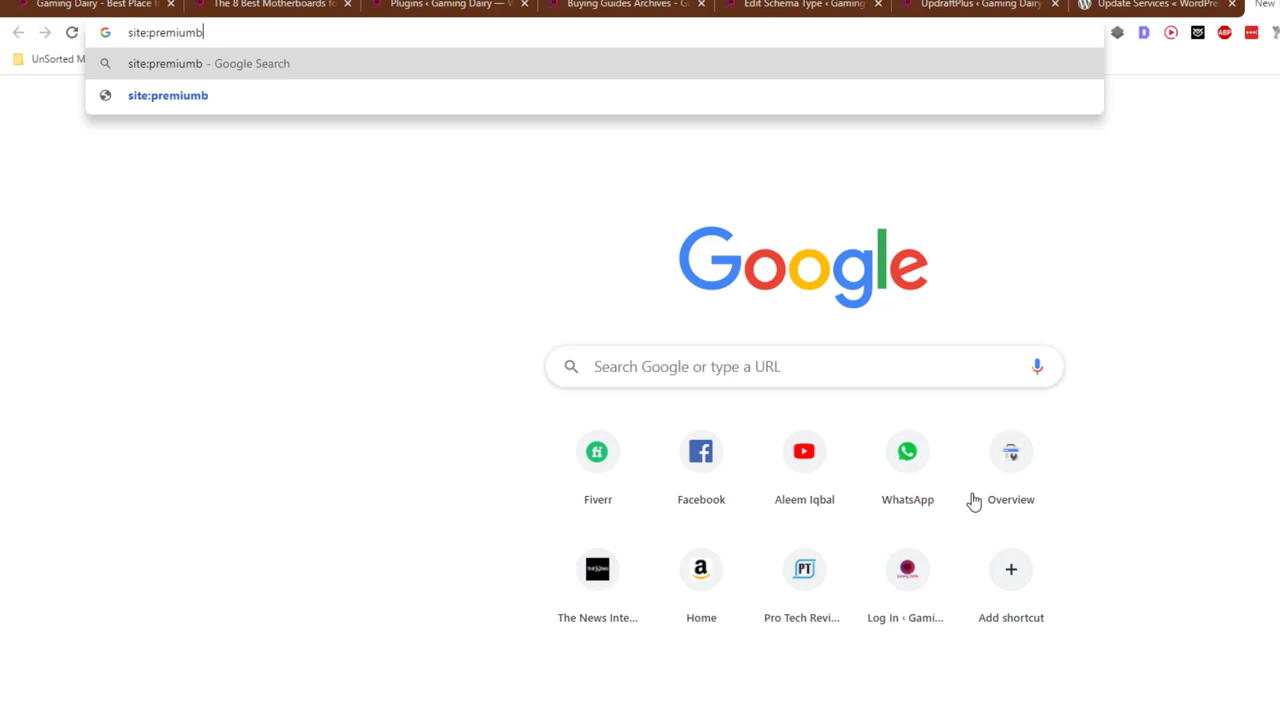 Gaming Dairy - Best Place f
The 8 Best Motherboards fo
Plugins ‹ Gaming Dairy — W
Buying Guides Archives - G
Edit Schema Type ‹ Gaming
UpdraftPlus ‹ Gaming Dairy
Update Services « WordPre
New
site:premiumb
ABP
UnSorted M
site:premiumb - Google Search
site:premiumb
Google
Search Google or type a URL
Fiverr
Facebook
Aleem Iqbal
WhatsApp
Overview
The News Inte...
Home
Pro Tech Revi...
Log In ‹ Gami...
Add shortcut